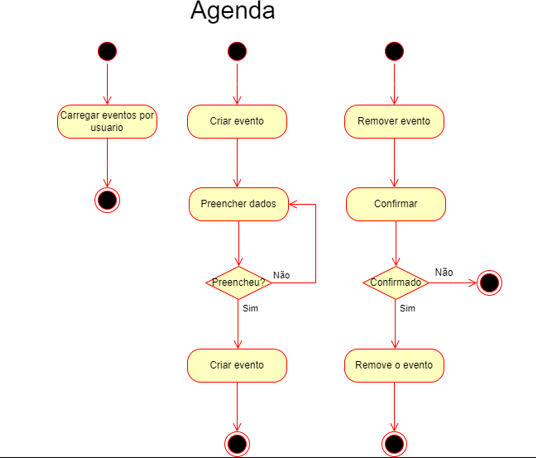 Agenda
Carregar eventos por
usuario
Criar evento
Preencher dados
Preencheu?
Não
Sim
Criar evento
Remover evento
Confirmar
Confirmado
Não
Sim
Remove o evento